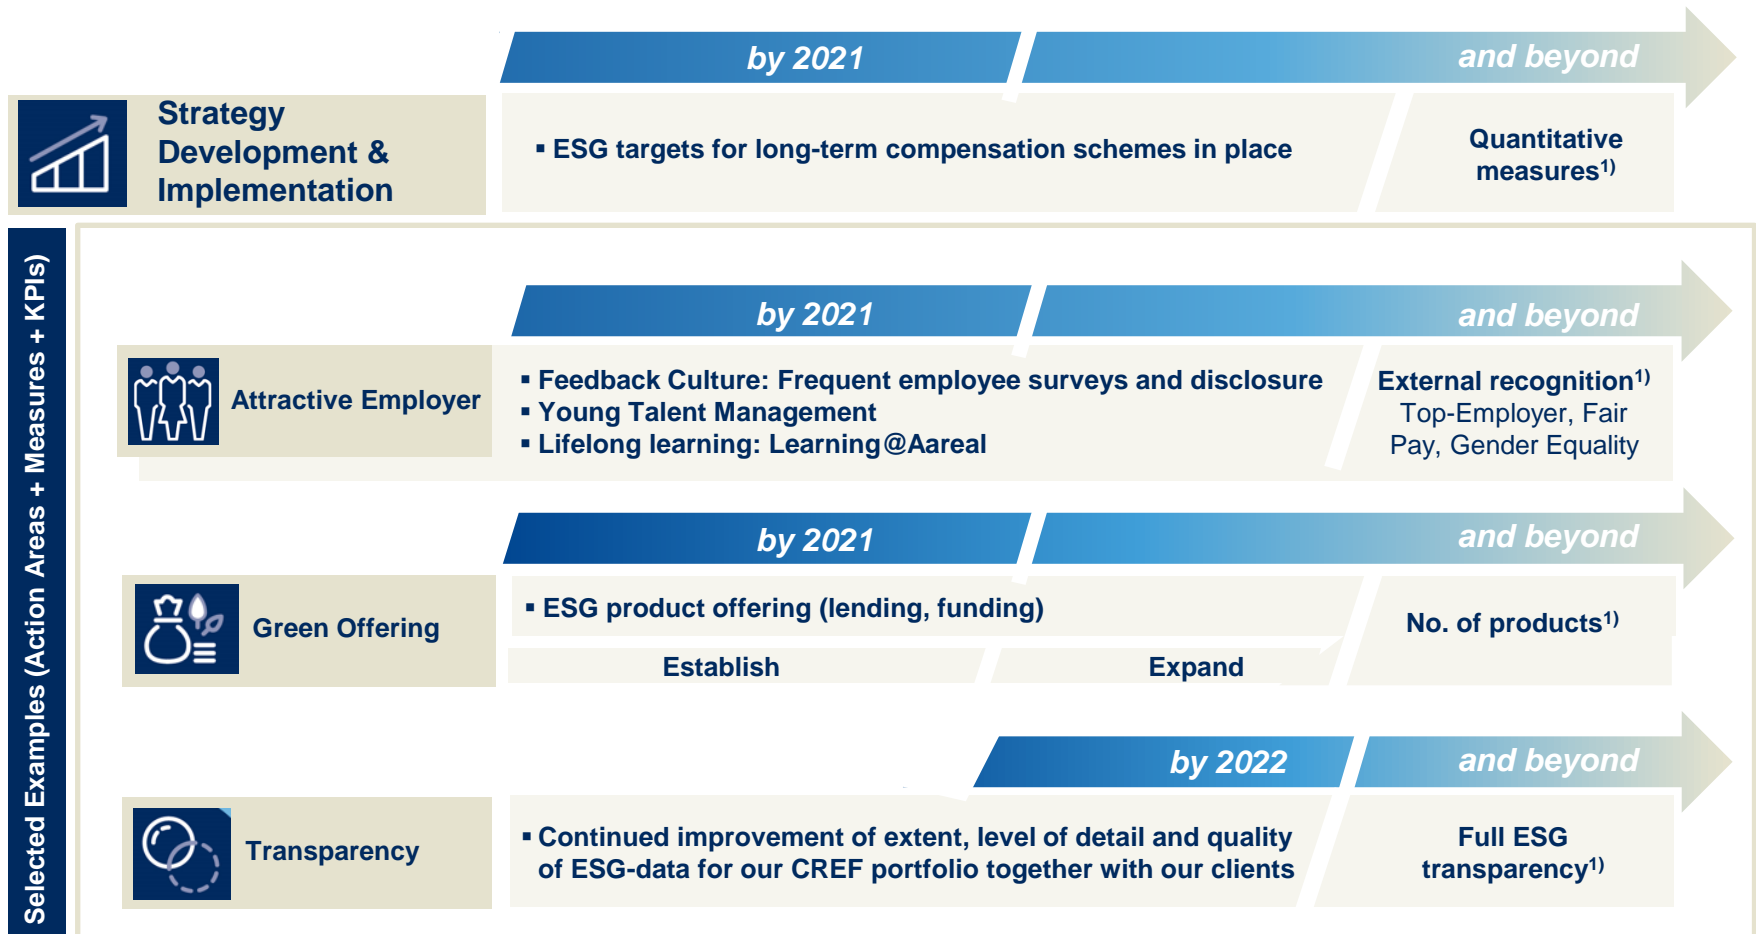 by 2021
and beyond
Strategy
Development &
Implementation
▪ ESG targets for long-term compensation schemes in place
Quantitative
measures1)
Selected Examples (Action Areas + Measures + KPIs)
by 2021
and beyond
Attractive Employer
▪ Feedback Culture: Frequent employee surveys and disclosure
▪ Young Talent Management
▪ Lifelong learning: Learning@Aareal
External recognition1)
Top-Employer, Fair
Pay, Gender Equality
by 2021
and beyond
Green Offering
▪ ESG product offering (lending, funding)
Establish
Expand
No. of products1)
by 2022
and beyond
Transparency
▪ Continued improvement of extent, level of detail and quality
of ESG-data for our CREF portfolio together with our clients
Full ESG
transparency1)